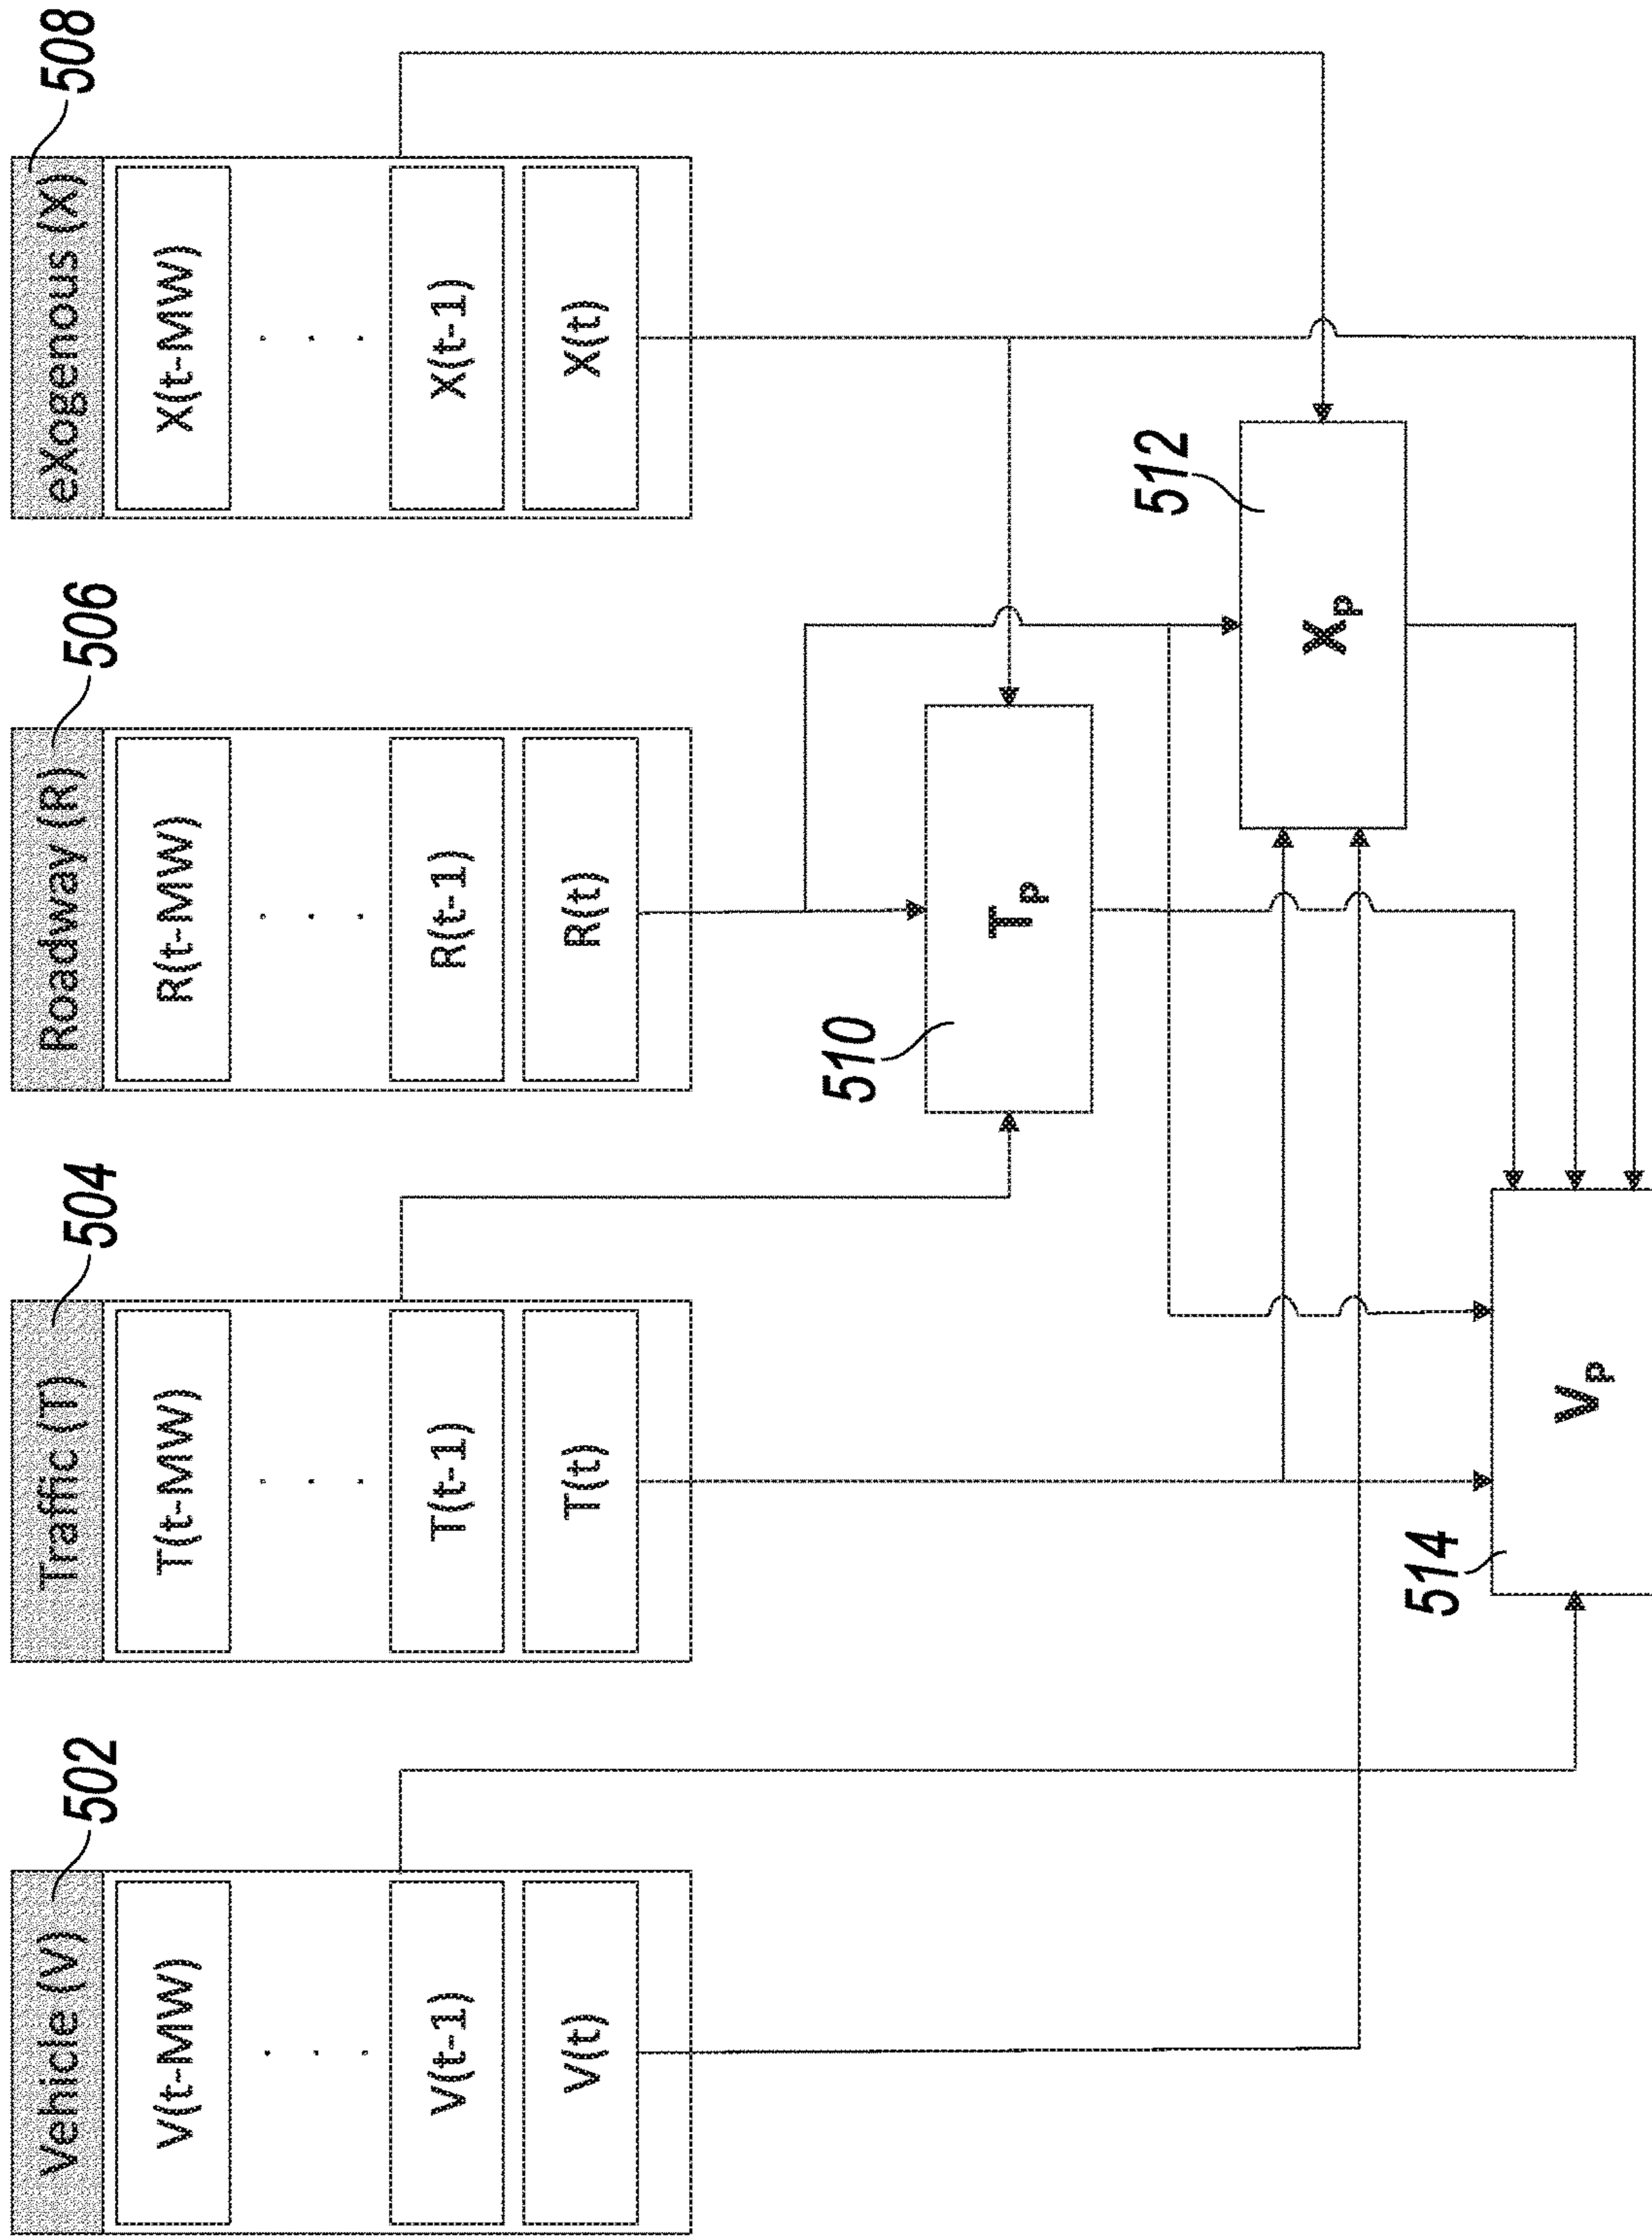 502
Vehicle (V)
V(t-MW)
. . .
V(t-1)
V(t)
504
Traffic (T)
T(t-MW)
. . .
T(t-1)
T(t)
506
Roadway (R)
R(t-MW)
. . .
R(t-1)
R(t)
508
eXogenous (X)
X(t-MW)
. . .
X(t-1)
X(t)
510
Tp
512
Xp
514
Vp